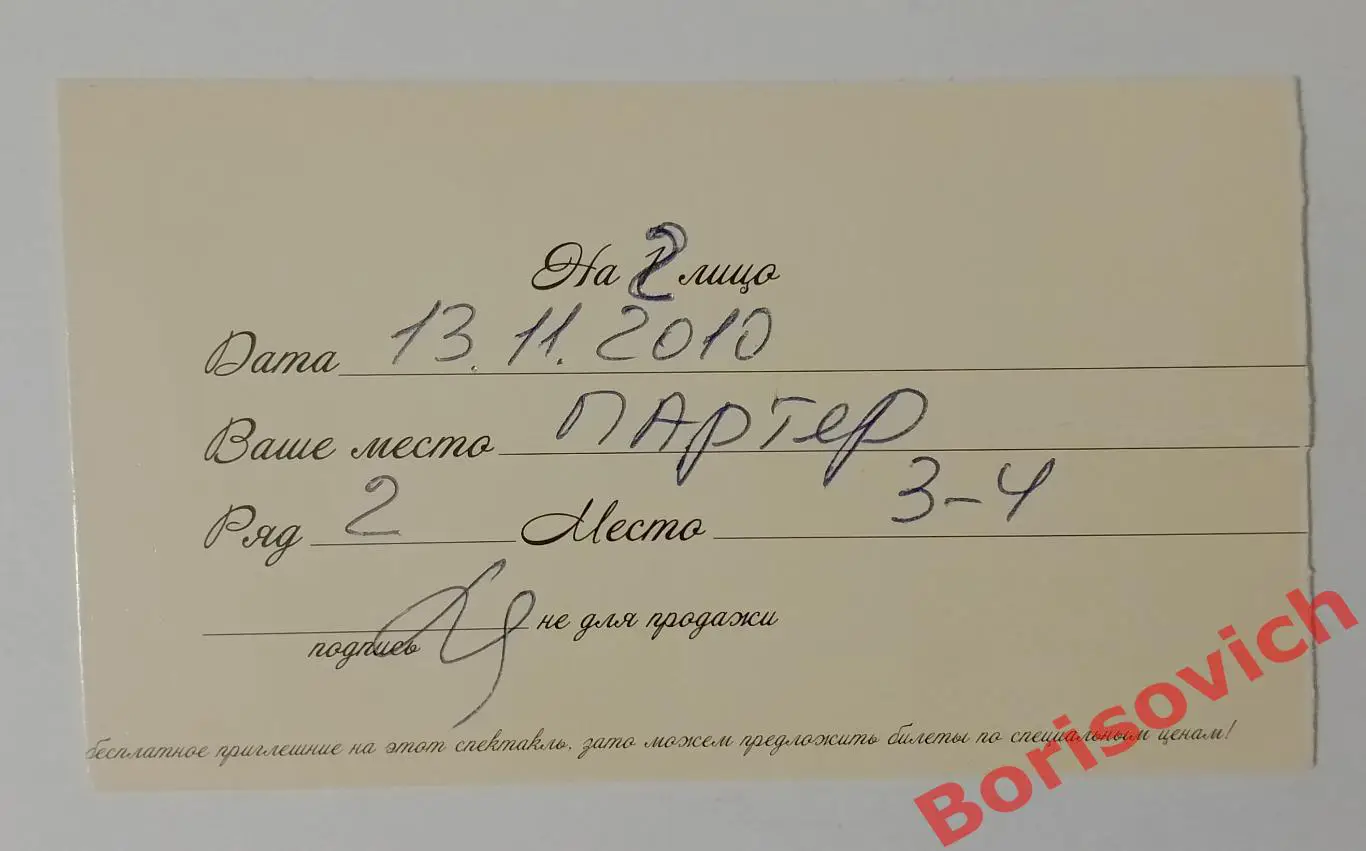 На 2 лицо
Дата 13.11.2010
Ваше место ПАРТЕР
Ряд 2 Место 3-4
не для продажи
подпись
бесплатное приглешние на этот спектакль, зато можем предложить билеты по специальным ценам!
Borisovich